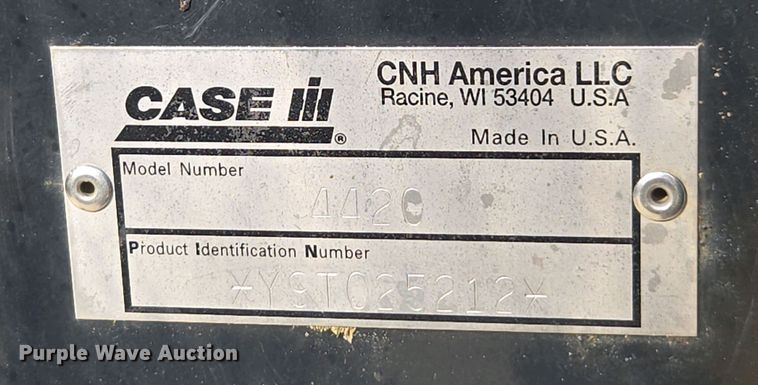 CASE III
®
CNH America LLC
Racine, WI 53404 U.S.A
Made In U.S.A.
Model Number
4420
Product Identification Number
*Y9T025212*
Purple Wave Auction